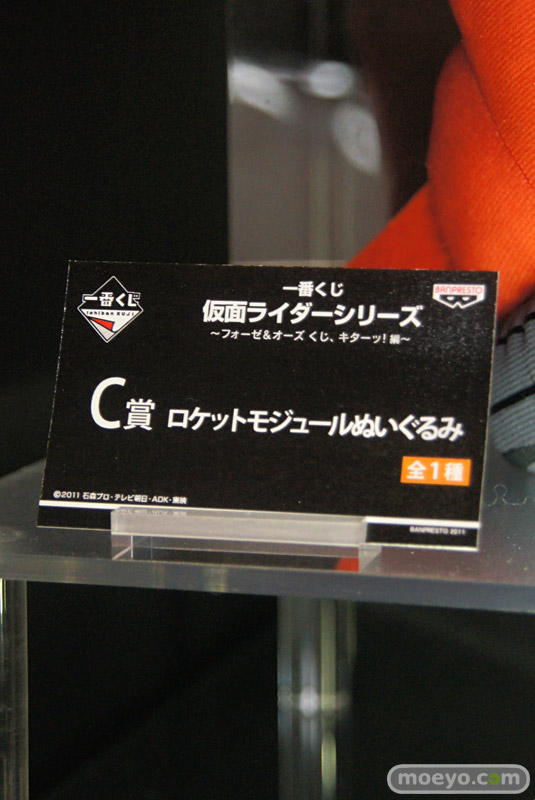 一番くじ
Ichiban KUJI
一番くじ
仮面ライダーシリーズ
〜フォーゼ&オーズ くじ、キターッ! 編〜
BANPRESTO
C賞 ロケットモジュールぬいぐるみ
全1種
©2011 石森プロ・テレビ朝日・ADK・東映
BANPRESTO 2011
moeyo.com